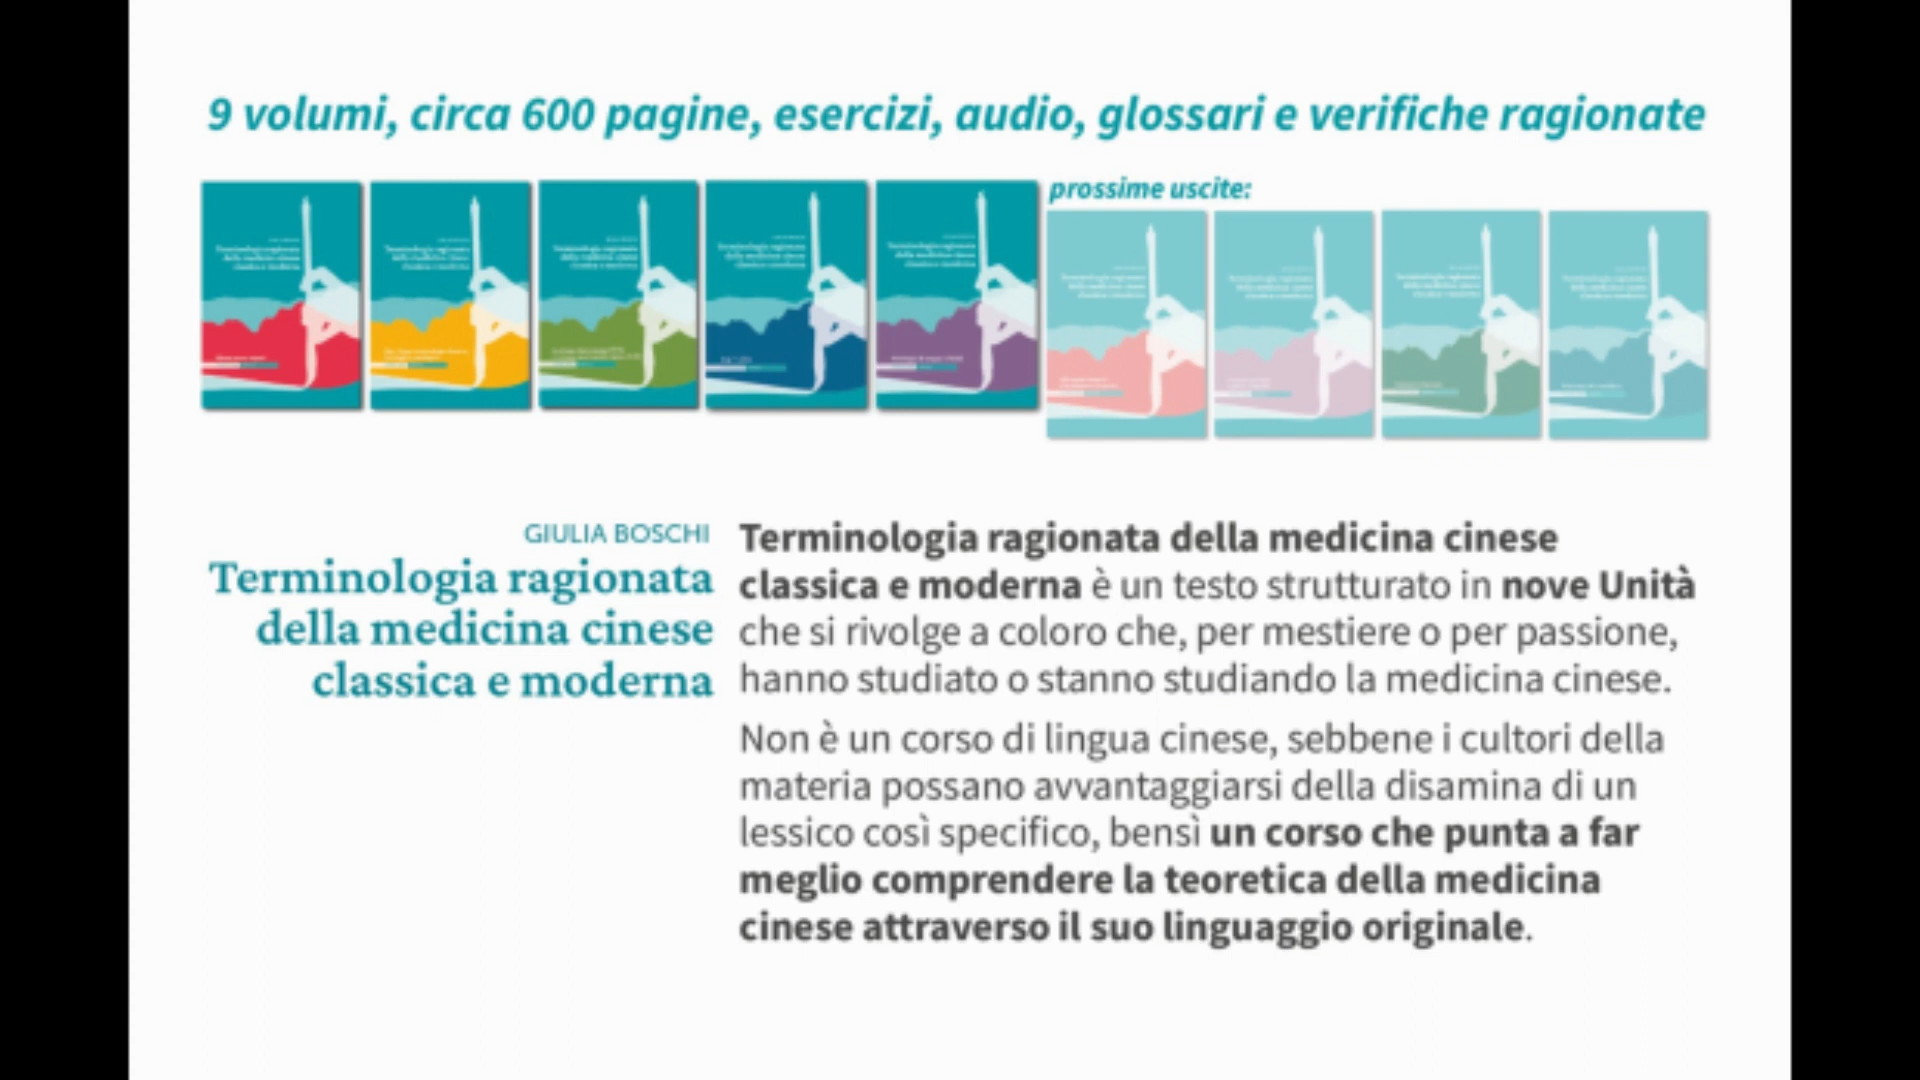 9 volumi, circa 600 pagine, esercizi, audio, glossari e verifiche ragionate
prossime uscite:
GIULIA BOSCHI
Terminologia ragionata
della medicina cinese
classica e moderna
Terminologia ragionata della medicina cinese
classica e moderna è un testo strutturato in nove Unità
che si rivolge a coloro che, per mestiere o per passione,
hanno studiato o stanno studiando la medicina cinese.
Non è un corso di lingua cinese, sebbene i cultori della
materia possano avvantaggiarsi della disamina di un
lessico così specifico, bensì un corso che punta a far
meglio comprendere la teoretica della medicina
cinese attraverso il suo linguaggio originale.